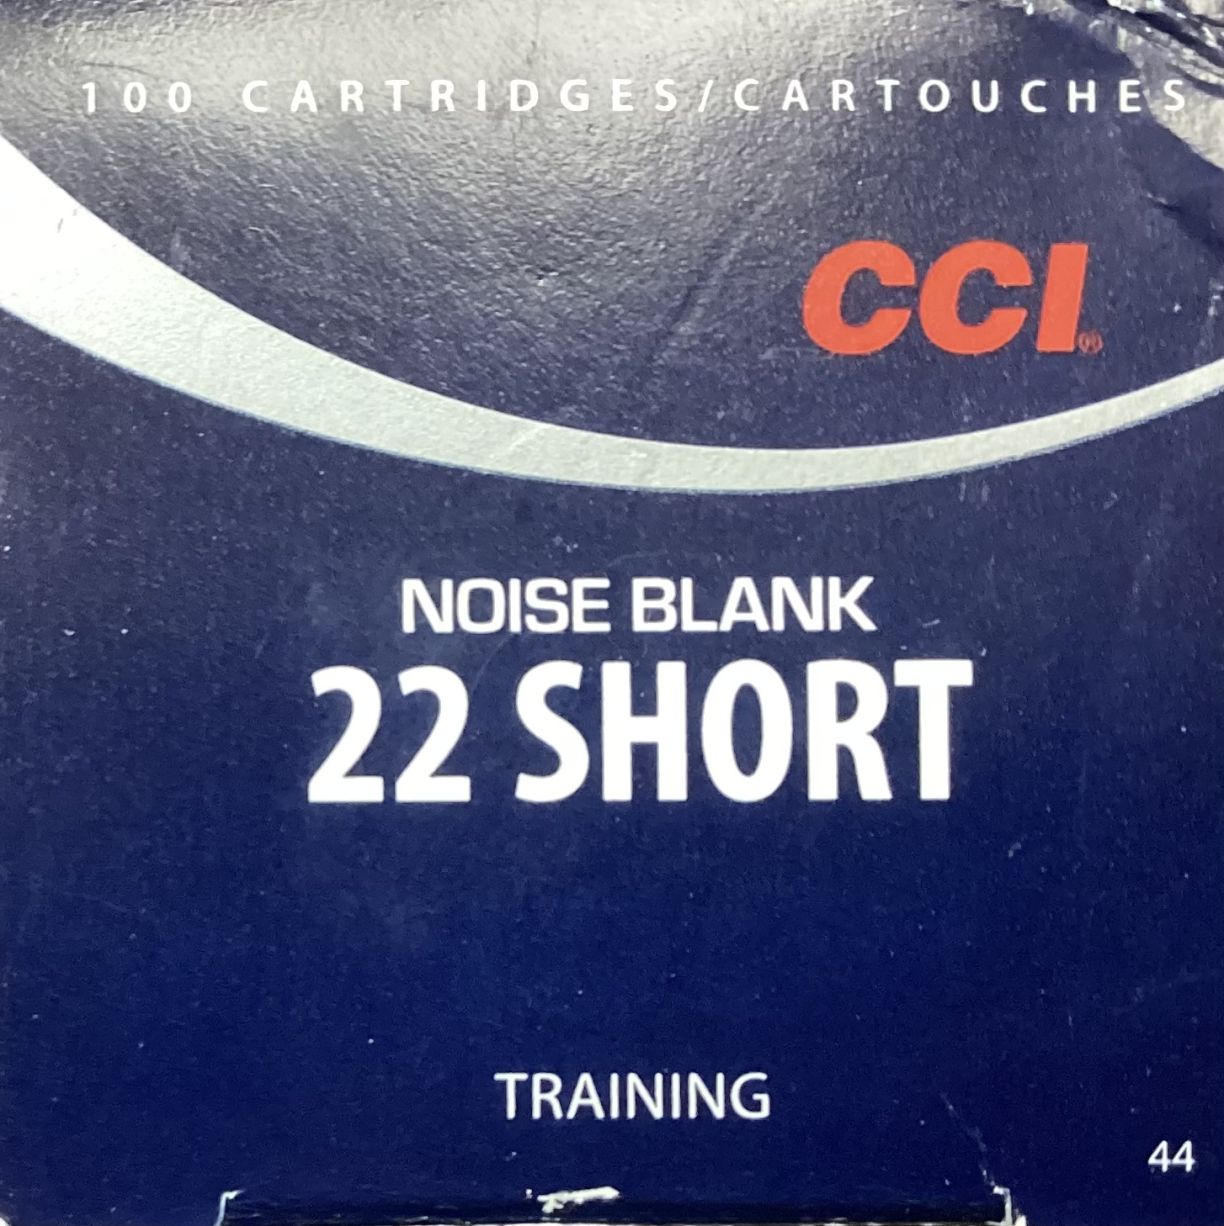 100 CARTRIDGES/CARTOUCHES
CCI®
NOISE BLANK
22 SHORT
TRAINING
44